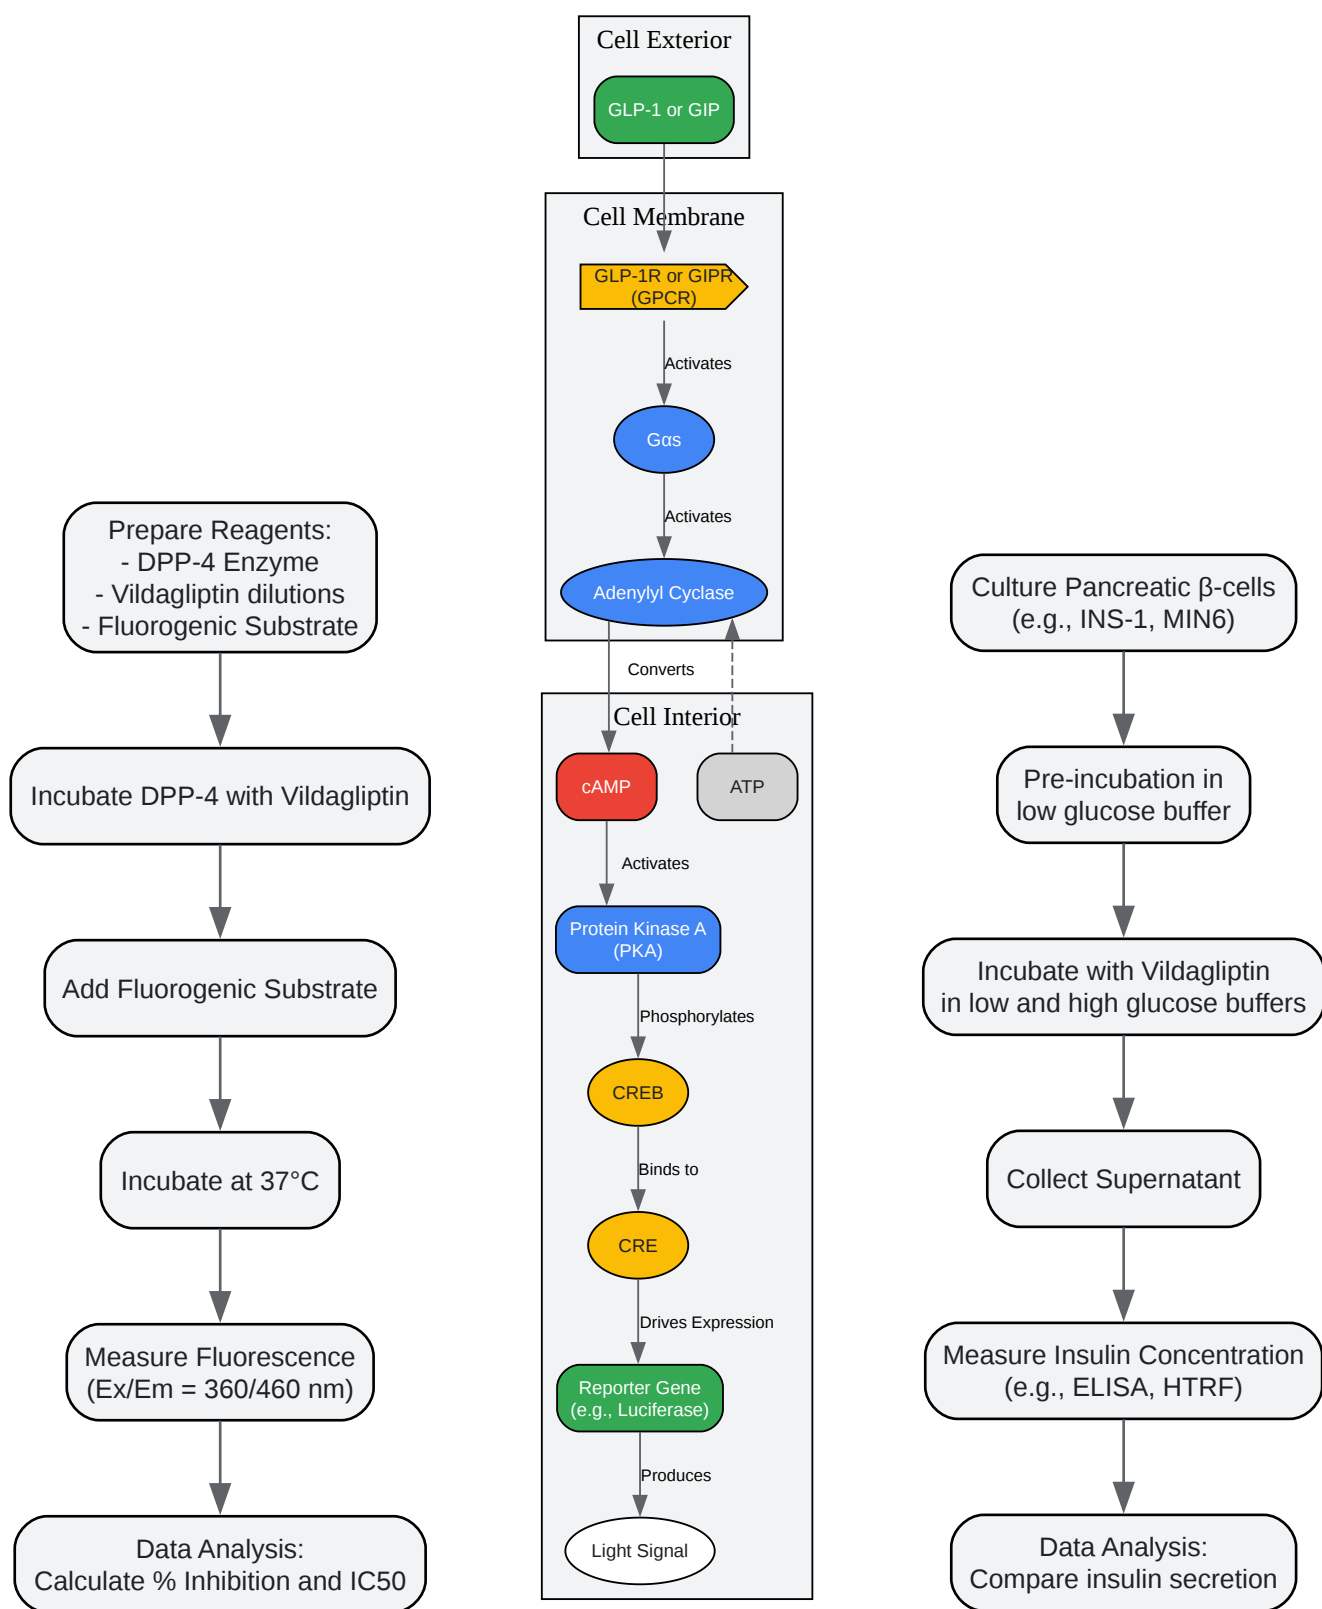 Cell Exterior
GLP-1 or GIP
Cell Membrane
GLP-1R or GIPR
(GPCR)
Activates
Gαs
Activates
Adenylyl Cyclase
Converts
Cell Interior
cAMP
ATP
Activates
Protein Kinase A
(PKA)
Phosphorylates
CREB
Binds to
CRE
Drives Expression
Reporter Gene
(e.g., Luciferase)
Produces
Light Signal
Prepare Reagents:
- DPP-4 Enzyme
- Vildagliptin dilutions
- Fluorogenic Substrate
Incubate DPP-4 with Vildagliptin
Add Fluorogenic Substrate
Incubate at 37°C
Measure Fluorescence
(Ex/Em = 360/460 nm)
Data Analysis:
Calculate % Inhibition and IC50
Culture Pancreatic β-cells
(e.g., INS-1, MIN6)
Pre-incubation in
low glucose buffer
Incubate with Vildagliptin
in low and high glucose buffers
Collect Supernatant
Measure Insulin Concentration
(e.g., ELISA, HTRF)
Data Analysis:
Compare insulin secretion